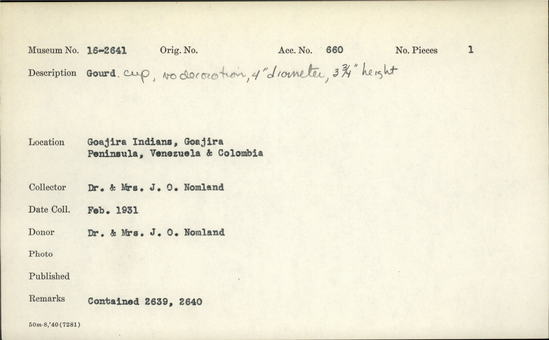 Museum No. 16-2641 Orig. No. Acc. No. 660 No. Pieces 1
Description Gourd. cup, no decoration, 4" diameter, 3 3/4" height
Location Goajira Indians, Goajira
Peninsula, Venezuela & Colombia
Collector Dr. & Mrs. J. O. Nomland
Date Coll. Feb. 1931
Donor Dr. & Mrs. J. O. Nomland
Photo
Published
Remarks Contained 2639, 2640
50m-8,'40(7281)